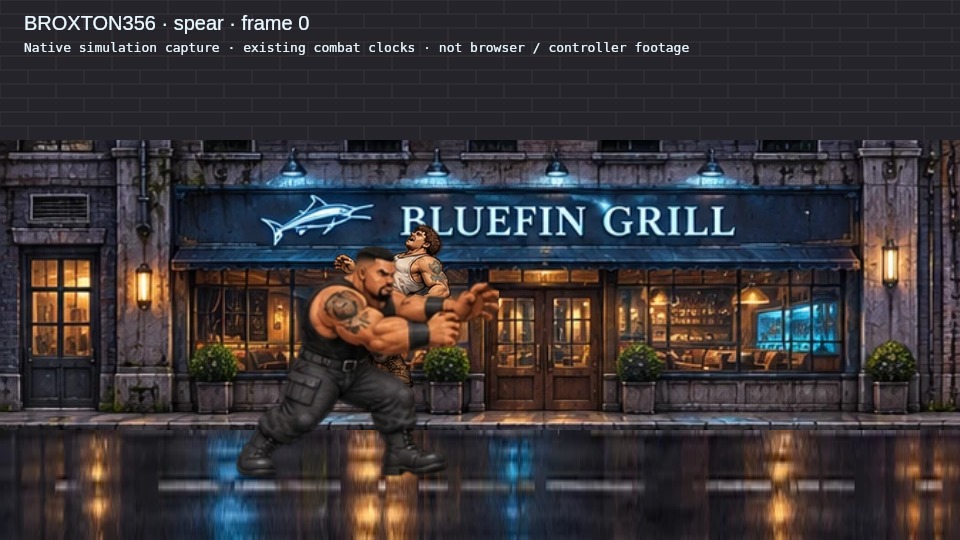 BROXTON356 · spear · frame 0
Native simulation capture · existing combat clocks · not browser / controller footage
BLUEFIN GRILL